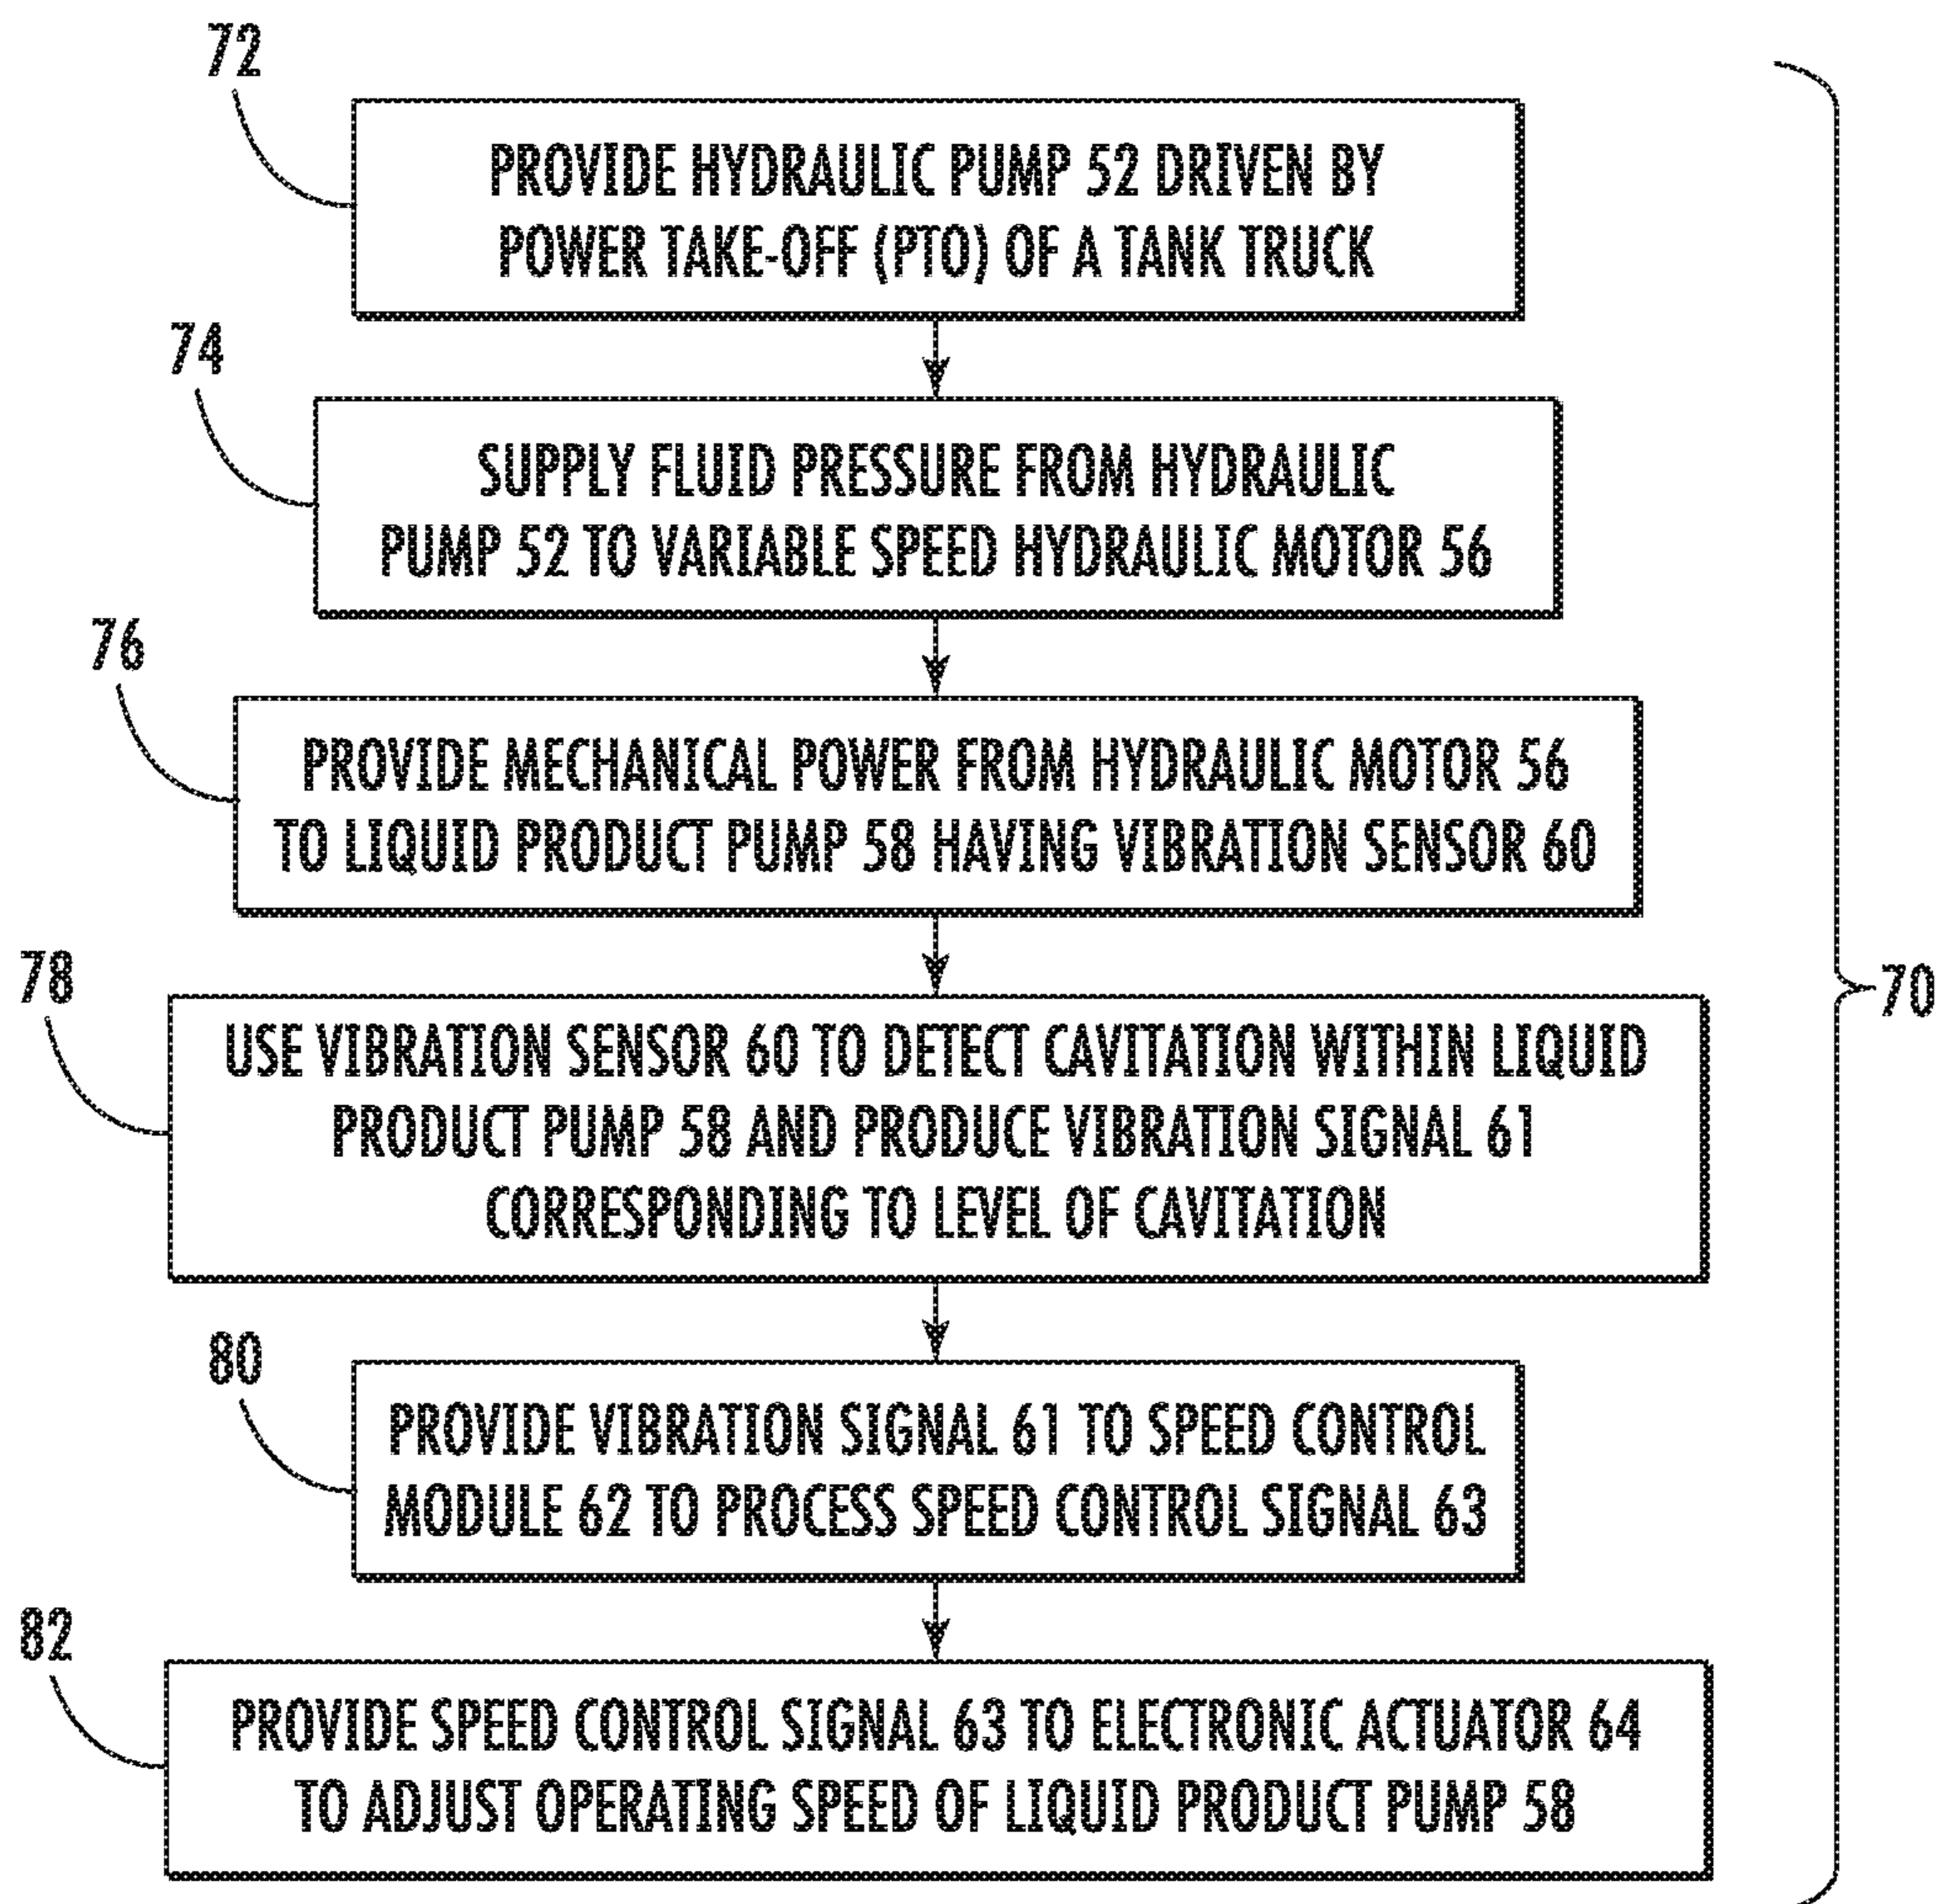 72
PROVIDE HYDRAULIC PUMP 52 DRIVEN BY
POWER TAKE-OFF (PTO) OF A TANK TRUCK
74
SUPPLY FLUID PRESSURE FROM HYDRAULIC
PUMP 52 TO VARIABLE SPEED HYDRAULIC MOTOR 56
76
PROVIDE MECHANICAL POWER FROM HYDRAULIC MOTOR 56
TO LIQUID PRODUCT PUMP 58 HAVING VIBRATION SENSOR 60
78
USE VIBRATION SENSOR 60 TO DETECT CAVITATION WITHIN LIQUID
PRODUCT PUMP 58 AND PRODUCE VIBRATION SIGNAL 61
CORRESPONDING TO LEVEL OF CAVITATION
70
80
PROVIDE VIBRATION SIGNAL 61 TO SPEED CONTROL
MODULE 62 TO PROCESS SPEED CONTROL SIGNAL 63
82
PROVIDE SPEED CONTROL SIGNAL 63 TO ELECTRONIC ACTUATOR 64
TO ADJUST OPERATING SPEED OF LIQUID PRODUCT PUMP 58